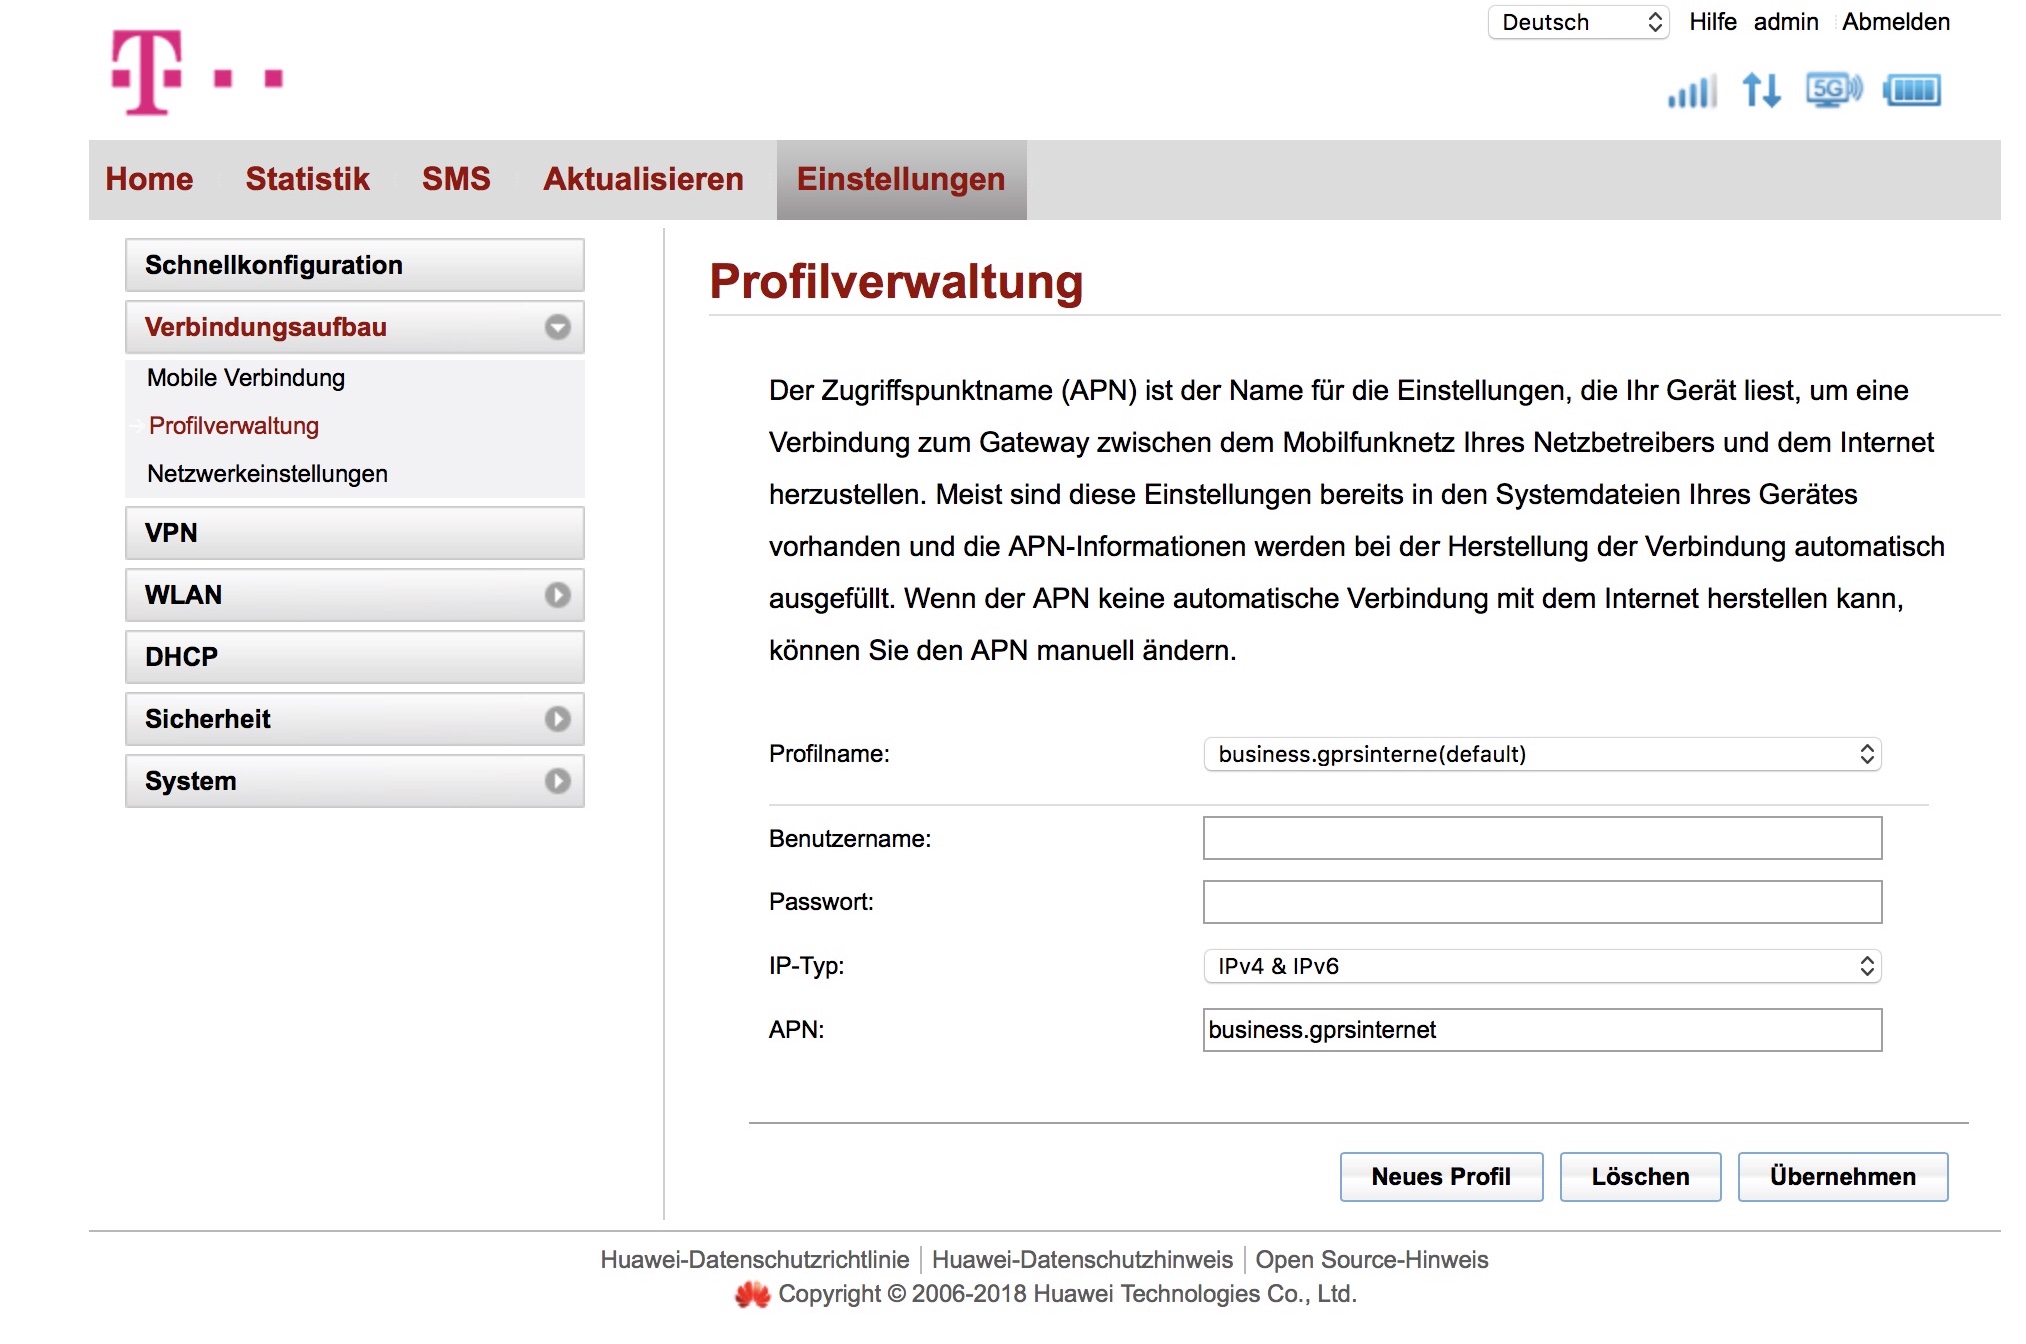 Deutsch Hilfe admin Abmelden
T
5G
Home Statistik SMS Aktualisieren Einstellungen
Schnellkonfiguration
Verbindungsaufbau
Mobile Verbindung
Profilverwaltung
Netzwerkeinstellungen
VPN
WLAN
DHCP
Sicherheit
System
Profilverwaltung
Der Zugriffspunktname (APN) ist der Name für die Einstellungen, die Ihr Gerät liest, um eine
Verbindung zum Gateway zwischen dem Mobilfunknetz Ihres Netzbetreibers und dem Internet
herzustellen. Meist sind diese Einstellungen bereits in den Systemdateien Ihres Gerätes
vorhanden und die APN-Informationen werden bei der Herstellung der Verbindung automatisch
ausgefüllt. Wenn der APN keine automatische Verbindung mit dem Internet herstellen kann,
können Sie den APN manuell ändern.
Profilname: business.gprsinterne(default)
Benutzername:
Passwort:
IP-Typ: IPv4 & IPv6
APN: business.gprsinternet
Neues Profil Löschen Übernehmen
Huawei-Datenschutzrichtlinie Huawei-Datenschutzhinweis Open Source-Hinweis
Copyright © 2006-2018 Huawei Technologies Co., Ltd.